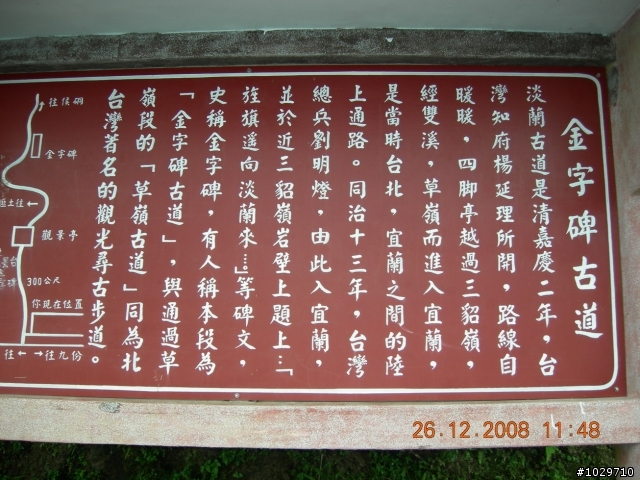 金字碑古道
淡蘭古道是清嘉慶二年，台
灣知府楊延理所開，路線自
暖暖，四脚亭越過三貂嶺，
經雙溪，草嶺而進入宜蘭，
是當時台北，宜蘭之間的陸
上通路。同治十三年，台灣
總兵劉明燈，由此入宜蘭，
並於近三貂嶺岩壁上題上…「
旌旗遥向淡蘭來…。」等碑文，
史稱金字碑，有人稱本段為
「金字碑古道」，與通過草
嶺段的「草嶺古道」同為北
台灣著名的觀光尋古步道。
往侯硐
金字碑
觀景亭
300公尺
你現在位置
往← →往九份
26.12.2008 11:48
#1029710